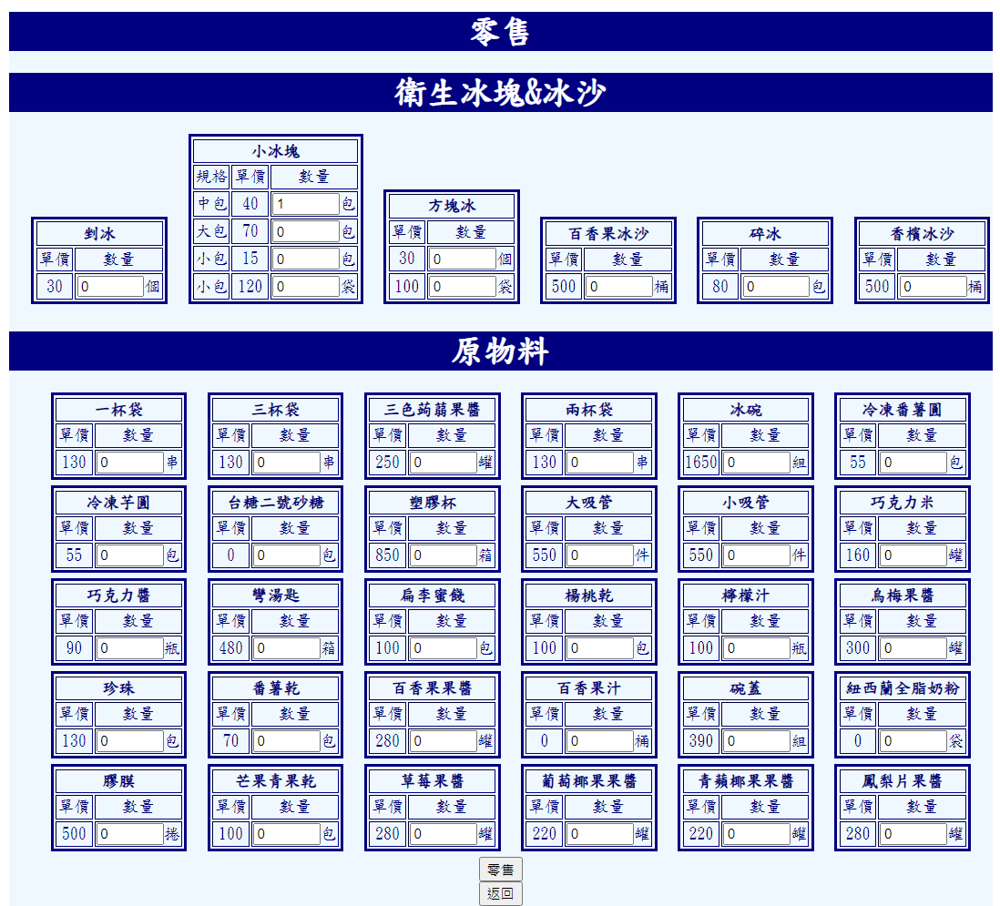 零售
衛生冰塊&冰沙
剉冰
單價 數量
30 0 個
小冰塊
規格 單價 數量
中包 40 1 包
大包 70 0 包
小包 15 0 包
小包 120 0 袋
方塊冰
單價 數量
30 0 個
100 0 袋
百香果冰沙
單價 數量
500 0 桶
碎冰
單價 數量
80 0 包
香檳冰沙
單價 數量
500 0 桶
原物料
一杯袋
單價 數量
130 0 串
三杯袋
單價 數量
130 0 串
三色蒟蒻果醬
單價 數量
250 0 罐
兩杯袋
單價 數量
130 0 串
冰碗
單價 數量
1650 0 組
冷凍番薯圓
單價 數量
55 0 包
冷凍芋圓
單價 數量
55 0 包
台糖二號砂糖
單價 數量
0 0 包
塑膠杯
單價 數量
850 0 箱
大吸管
單價 數量
550 0 件
小吸管
單價 數量
550 0 件
巧克力米
單價 數量
160 0 罐
巧克力醬
單價 數量
90 0 瓶
彎湯匙
單價 數量
480 0 箱
扁李蜜餞
單價 數量
100 0 包
楊桃乾
單價 數量
100 0 包
檸檬汁
單價 數量
100 0 瓶
烏梅果醬
單價 數量
300 0 罐
珍珠
單價 數量
130 0 包
番薯乾
單價 數量
70 0 包
百香果果醬
單價 數量
280 0 罐
百香果汁
單價 數量
0 0 桶
碗蓋
單價 數量
390 0 組
紐西蘭全脂奶粉
單價 數量
0 0 袋
膠膜
單價 數量
500 0 捲
芒果青果乾
單價 數量
100 0 包
草莓果醬
單價 數量
280 0 罐
葡萄椰果果醬
單價 數量
220 0 罐
青蘋椰果果醬
單價 數量
220 0 罐
鳳梨片果醬
單價 數量
280 0 罐
零售
返回